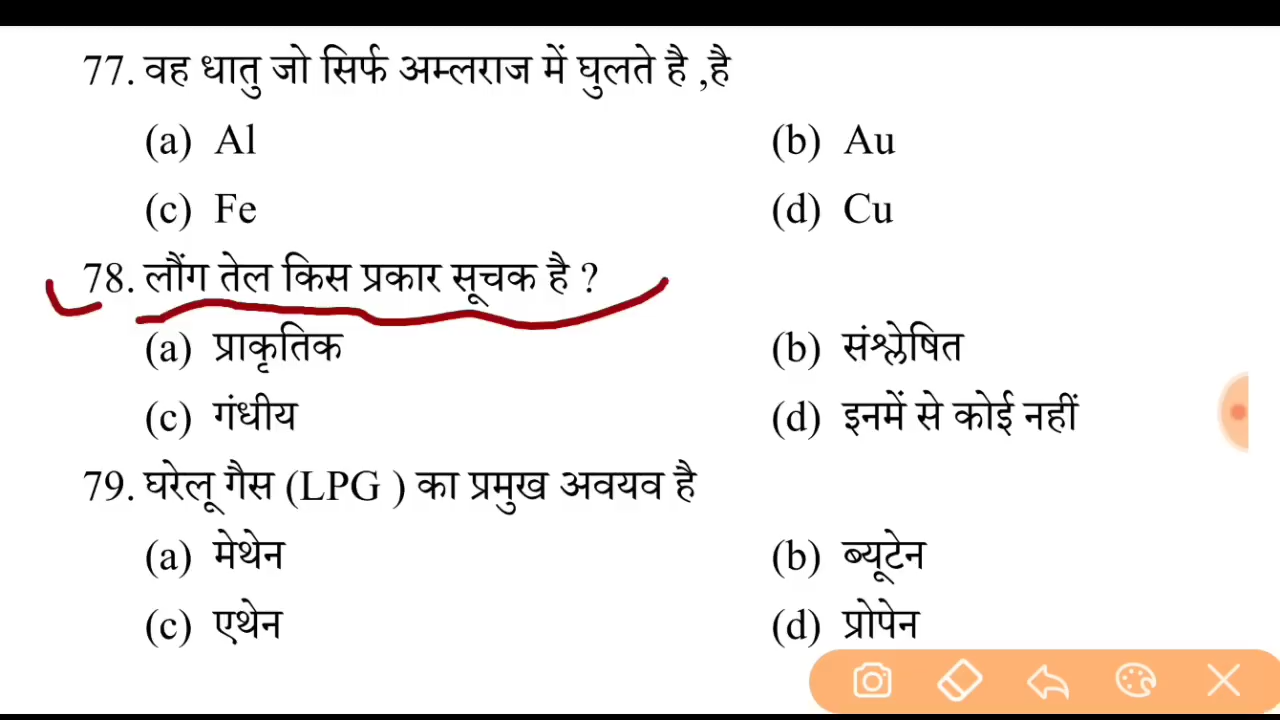 77. वह धातु जो सिर्फ अम्लराज में घुलते है ,है
(a) Al (b) Au
(c) Fe (d) Cu
78. लौंग तेल किस प्रकार सूचक है ?
(a) प्राकृतिक (b) संश्लेषित
(c) गंधीय (d) इनमें से कोई नहीं
79. घरेलू गैस (LPG ) का प्रमुख अवयव है
(a) मेथेन (b) ब्यूटेन
(c) एथेन (d) प्रोपेन